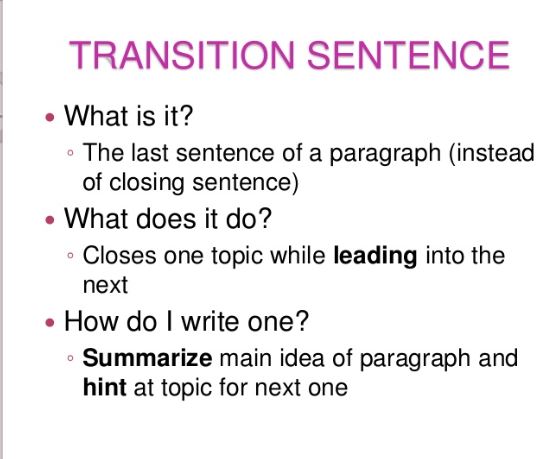 TRANSITION SENTENCE
• What is it?
◦ The last sentence of a paragraph (instead
of closing sentence)
• What does it do?
◦ Closes one topic while leading into the
next
• How do I write one?
◦ Summarize main idea of paragraph and
hint at topic for next one